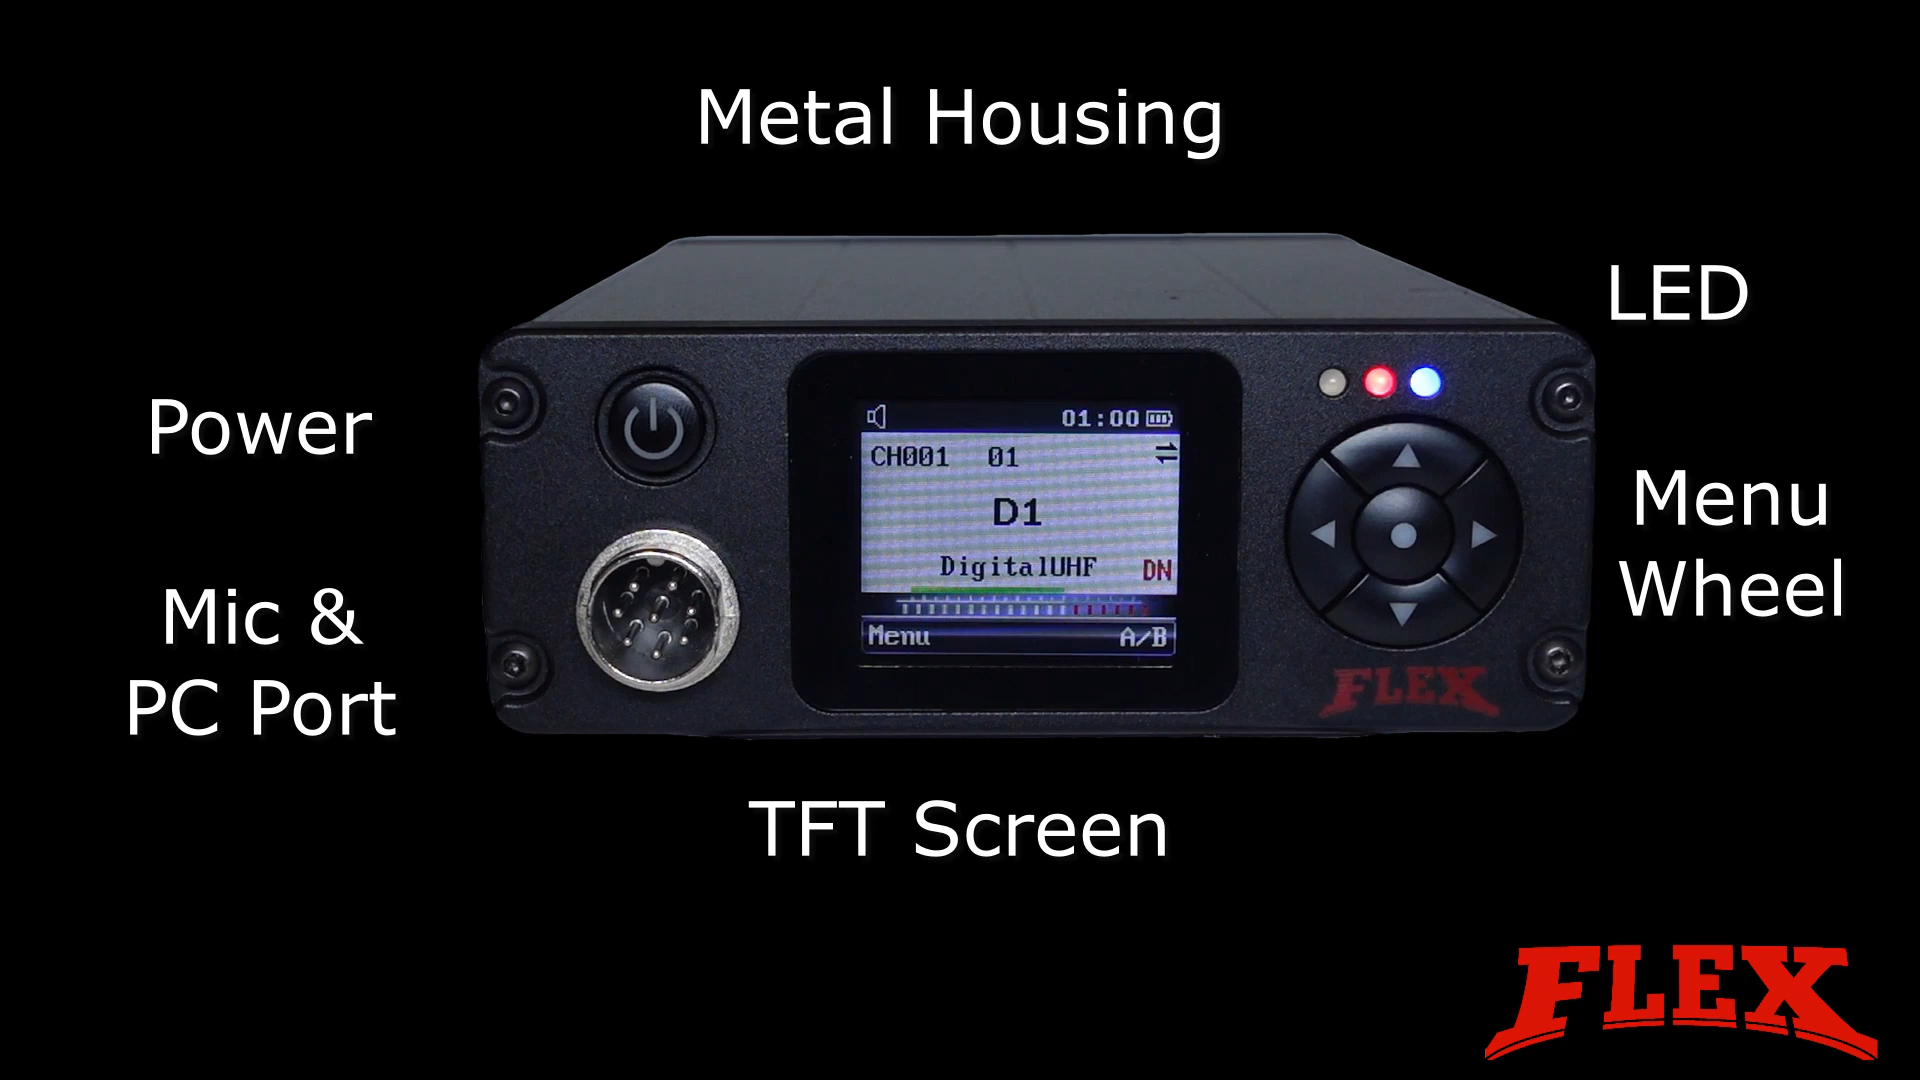 Metal Housing
LED
Power
01:00
CH001 01
D1
DigitalUHF DN
Menu A/B
Menu
Wheel
Mic &
PC Port
FLEX
TFT Screen
FLEX